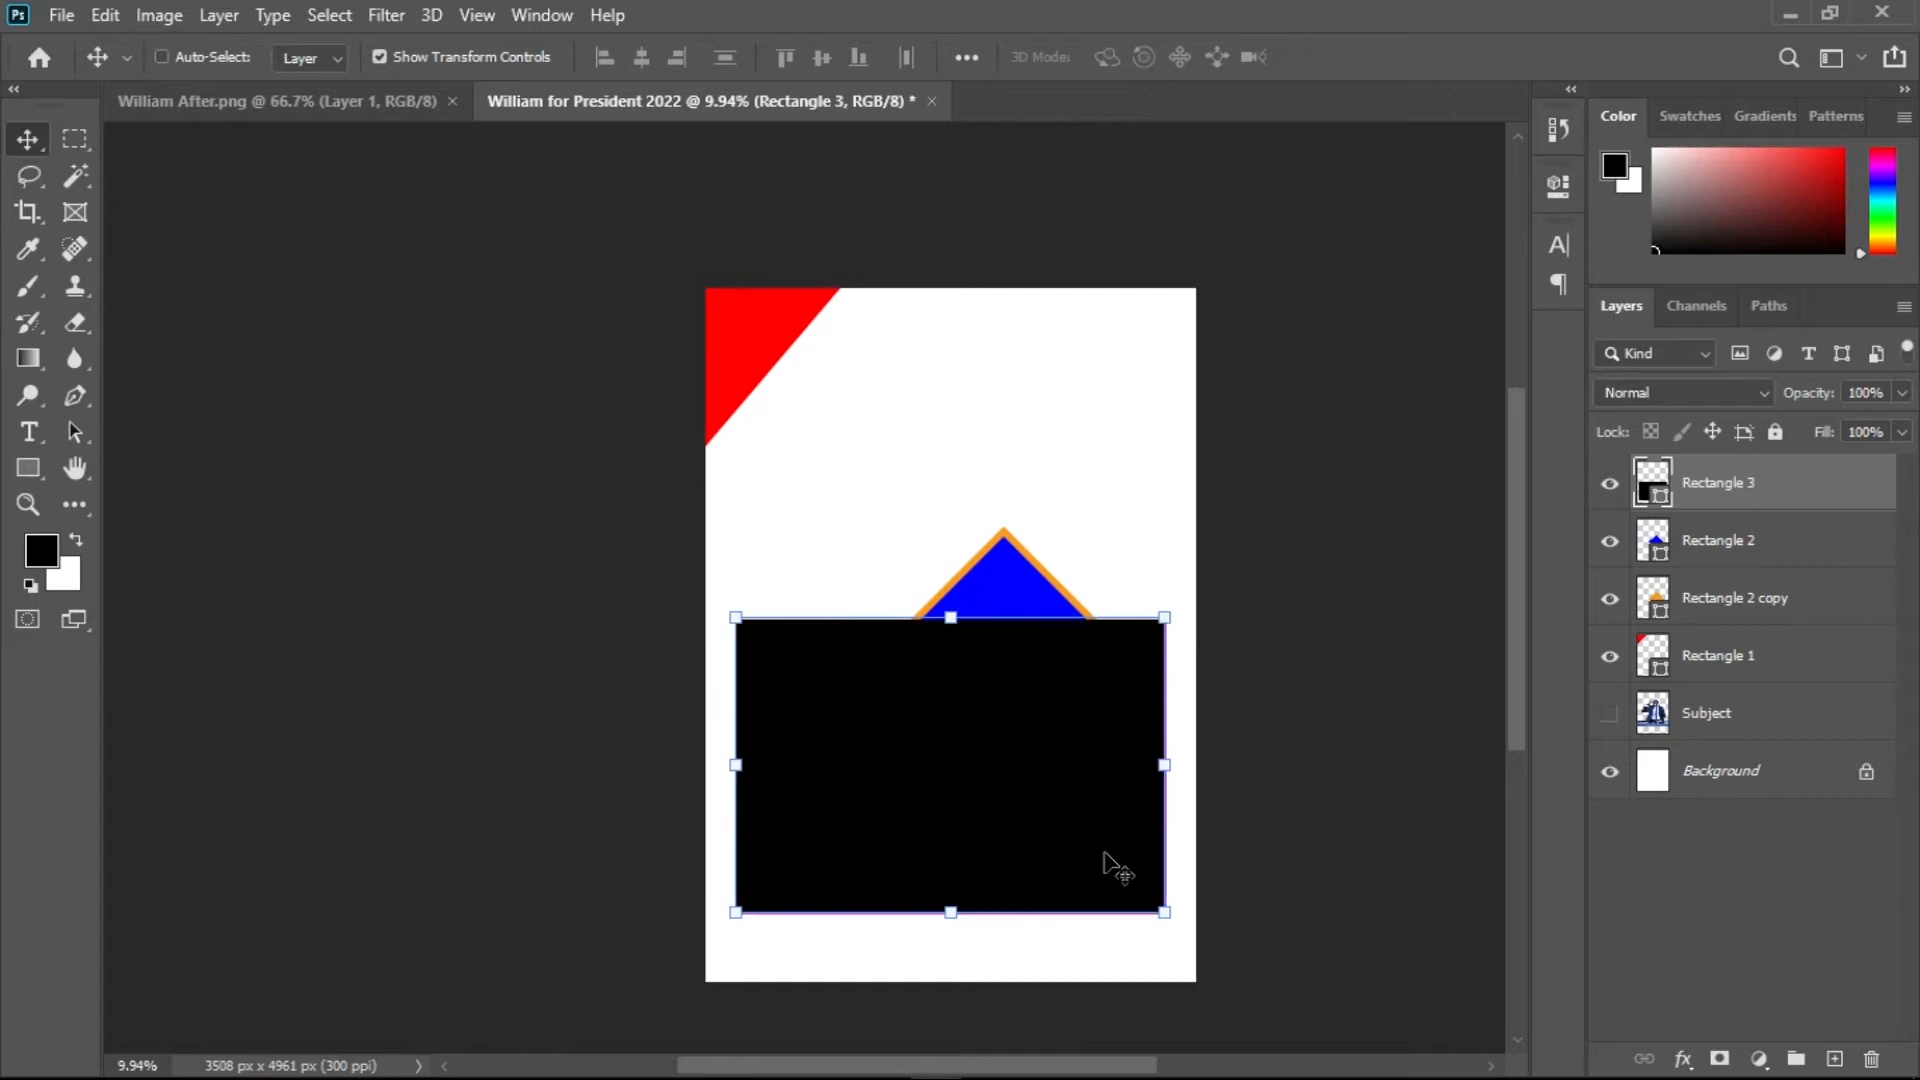 Ps File Edit Image Layer Type Select Filter 3D View Window Help
Auto-Select: Layer Show Transform Controls 3D Mode:
William After.png @ 66.7% (Layer 1, RGB/8) William for President 2022 @ 9.94% (Rectangle 3, RGB/8) *
Color Swatches Gradients Patterns
Layers Channels Paths
Kind
Normal Opacity: 100%
Lock: Fill: 100%
Rectangle 3
Rectangle 2
Rectangle 2 copy
Rectangle 1
Subject
Background
9.94% 3508 px x 4961 px (300 ppi)